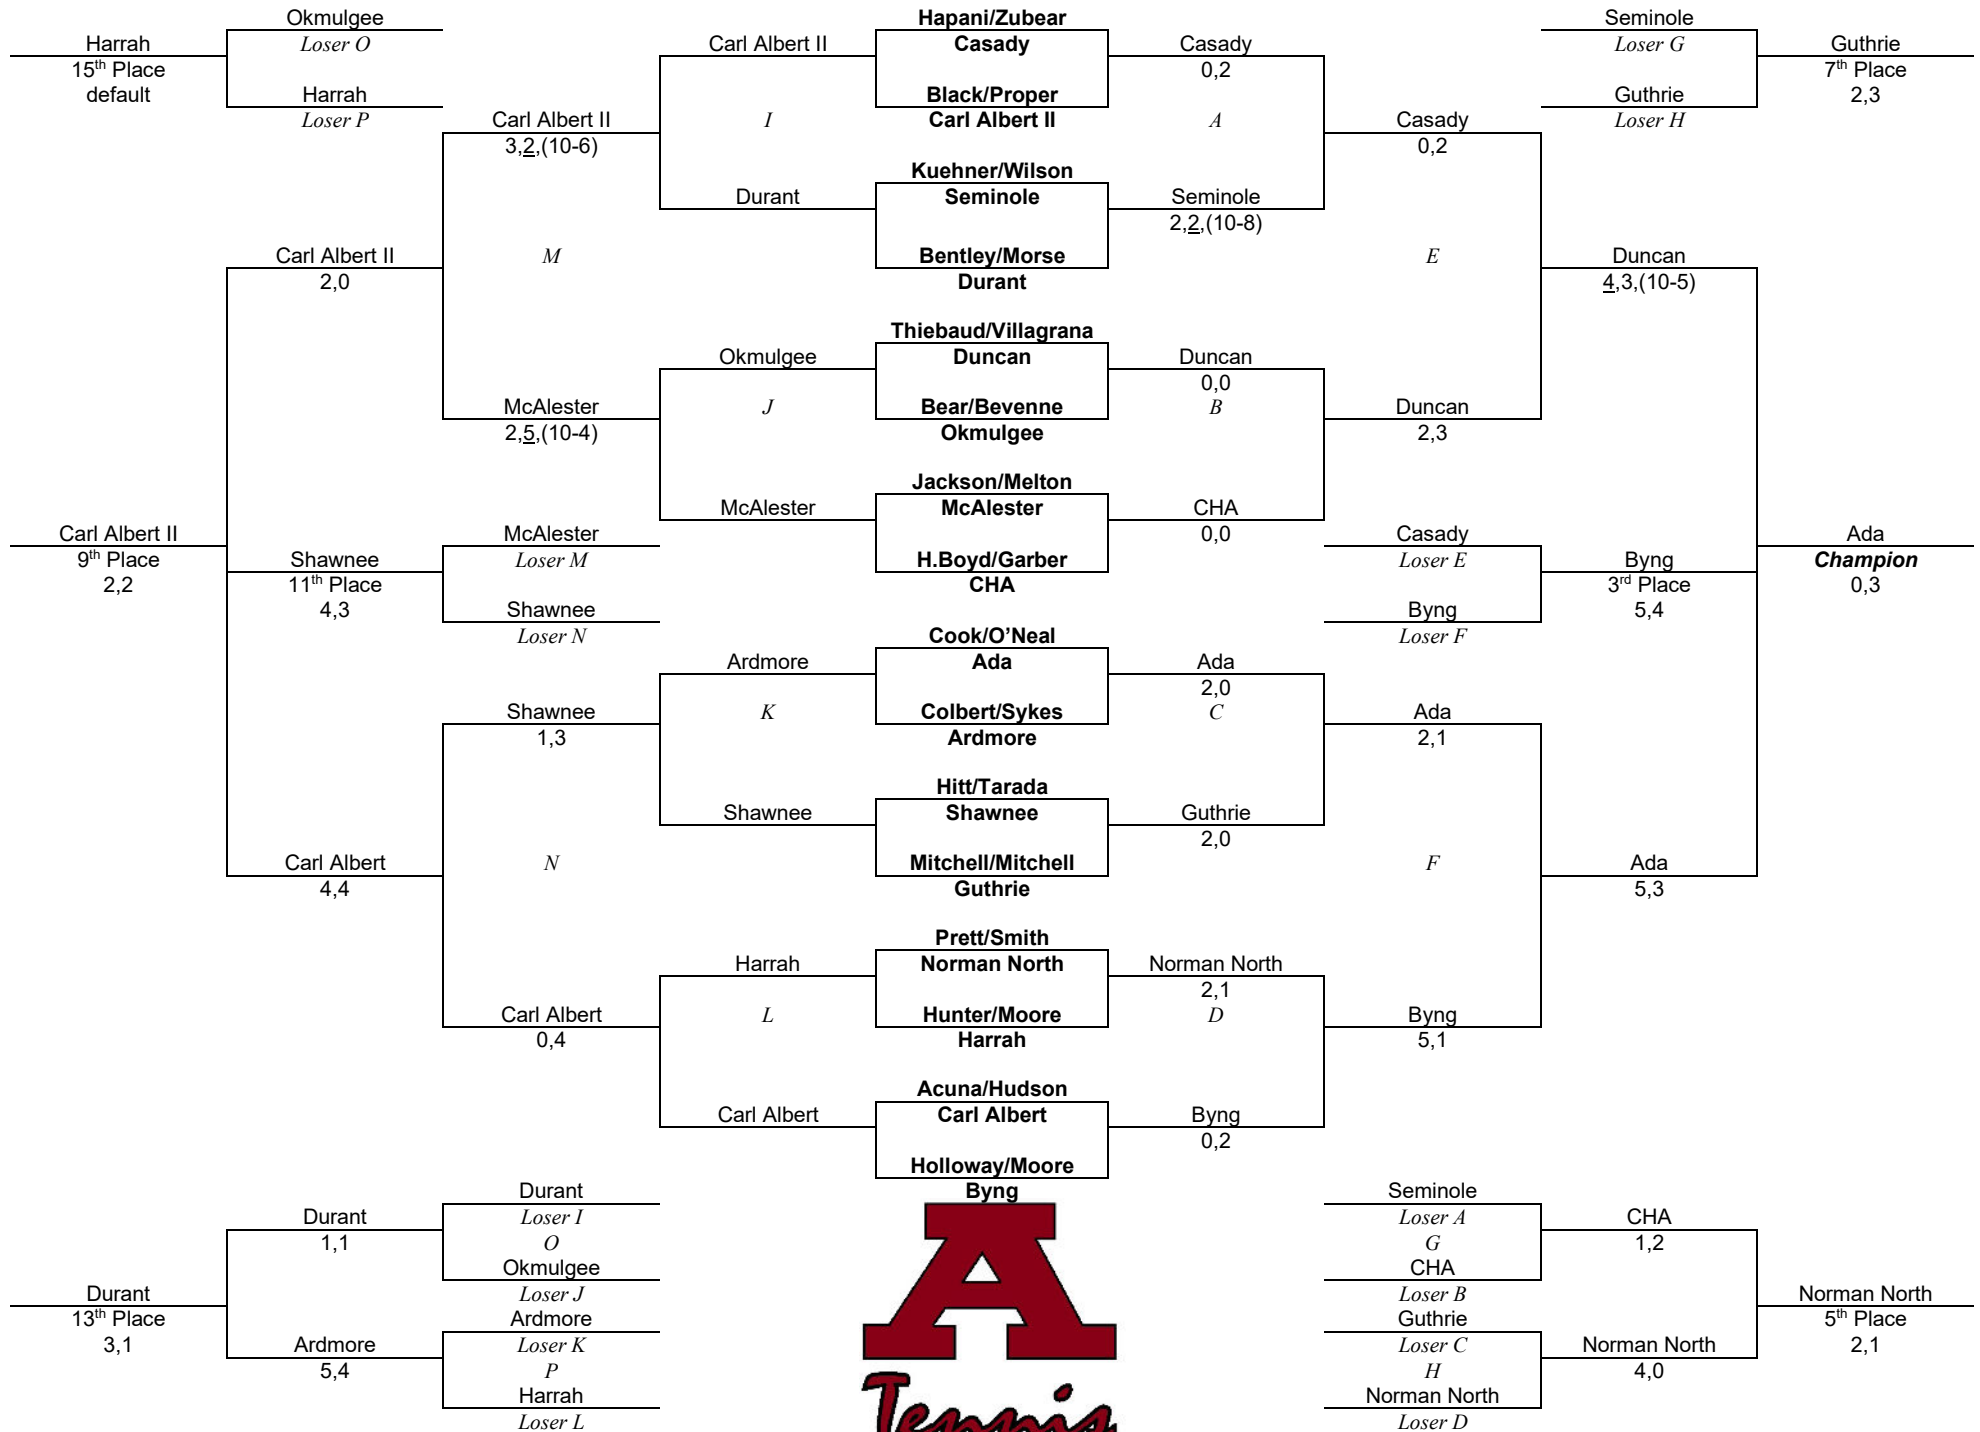 Okmulgee
Loser O
Harrah
15th Place
default
Harrah
Loser P
Carl Albert II
3,2,(10-6)
Carl Albert II
2,0
M
McAlester
2,5,(10-4)
Carl Albert II
9th Place
2,2
McAlester
Loser M
Shawnee
11th Place
4,3
Shawnee
Loser N
Shawnee
1,3
Carl Albert
4,4
N
Carl Albert
0,4
Durant
Loser I
O
Okmulgee
Loser J
Durant
1,1
Durant
13th Place
3,1
Ardmore
Loser K
P
Harrah
Loser L
Ardmore
5,4
Carl Albert II
I
Durant
Okmulgee
J
McAlester
Ardmore
K
Shawnee
Harrah
L
Carl Albert
Hapani/Zubear
Casady
Black/Proper
Carl Albert II
Kuehner/Wilson
Seminole
Bentley/Morse
Durant
Thiebaud/Villagrana
Duncan
Bear/Bevenne
Okmulgee
Jackson/Melton
McAlester
H.Boyd/Garber
CHA
Cook/O’Neal
Ada
Colbert/Sykes
Ardmore
Hitt/Tarada
Shawnee
Mitchell/Mitchell
Guthrie
Prett/Smith
Norman North
Hunter/Moore
Harrah
Acuna/Hudson
Carl Albert
Holloway/Moore
Byng
A
Tennis
Casady
0,2
A
Seminole
2,2,(10-8)
Duncan
0,0
B
CHA
0,0
Ada
2,0
C
Guthrie
2,0
Norman North
2,1
D
Byng
0,2
Casady
0,2
E
Duncan
2,3
Casady
Loser E
Byng
Loser F
Ada
2,1
F
Byng
5,1
Seminole
Loser A
G
CHA
Loser B
Guthrie
Loser C
H
Norman North
Loser D
Seminole
Loser G
Guthrie
Loser H
Guthrie
7th Place
2,3
Duncan
4,3,(10-5)
Byng
3rd Place
5,4
Ada
Champion
0,3
Ada
5,3
CHA
1,2
Norman North
4,0
Norman North
5th Place
2,1